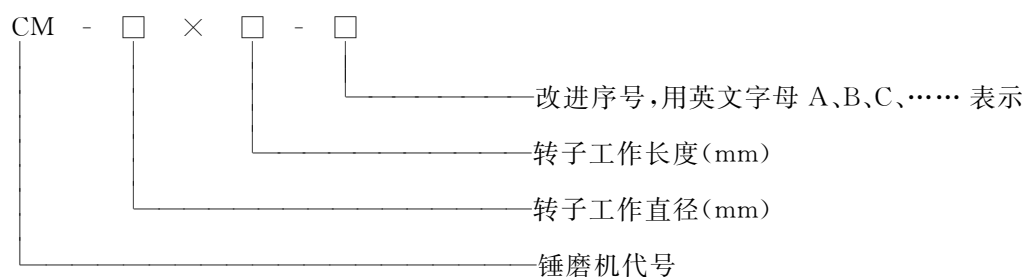 CM - □ × □ - □
改进序号,用英文字母 A、B、C、…… 表示
转子工作长度(mm)
转子工作直径(mm)
锤磨机代号